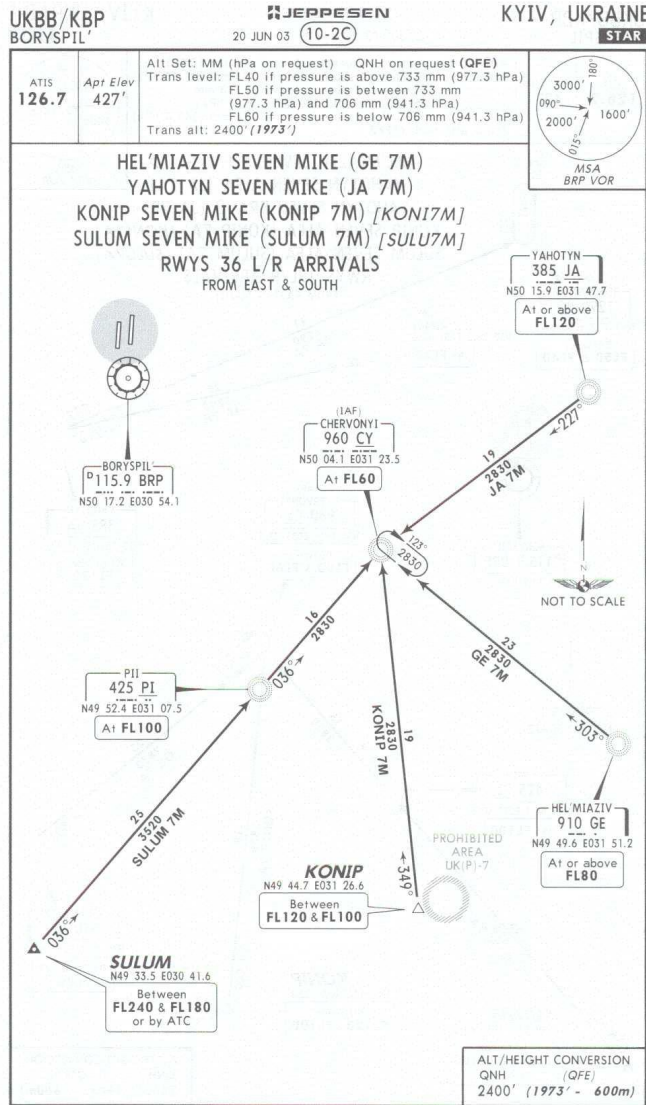 UKBB/KBP
BORYSPIL'
JEPPESEN
20 JUN 03 10-2C
KYIV, UKRAINE
STAR
ATIS
126.7
Apt Elev
427'
Alt Set: MM (hPa on request) QNH on request (QFE)
Trans level: FL40 if pressure is above 733 mm (977.3 hPa)
FL50 if pressure is between 733 mm
(977.3 hPa) and 706 mm (941.3 hPa)
FL60 if pressure is below 706 mm (941.3 hPa)
Trans alt: 2400' (1973')
180°
3000'
090°
1600'
2000'
015°
MSA
BRP VOR
HEL'MIAZIV SEVEN MIKE (GE 7M)
YAHOTYN SEVEN MIKE (JA 7M)
KONIP SEVEN MIKE (KONIP 7M) [KONI7M]
SULUM SEVEN MIKE (SULUM 7M) [SULU7M]
RWYS 36 L/R ARRIVALS
FROM EAST & SOUTH
YAHOTYN
385 JA
N50 15.9 E031 47.7
At or above
FL120
227°
19
2830
JA 7M
(IAF)
CHERVONYI
960 CY
N50 04.1 E031 23.5
At FL60
BORYSPIL'
D 115.9 BRP
N50 17.2 E030 54.1
123°
2830
N
NOT TO SCALE
16
2830
036°
23
2830
GE 7M
303°
PII
425 PI
N49 52.4 E031 07.5
At FL100
19
2830
KONIP 7M
349°
25
3520
SULUM 7M
036°
HEL'MIAZIV
910 GE
N49 49.6 E031 51.2
At or above
FL80
PROHIBITED
AREA
UK(P)-7
KONIP
N49 44.7 E031 26.6
Between
FL120 & FL100
SULUM
N49 33.5 E030 41.6
Between
FL240 & FL180
or by ATC
ALT/HEIGHT CONVERSION
QNH (QFE)
2400' (1973' - 600m)